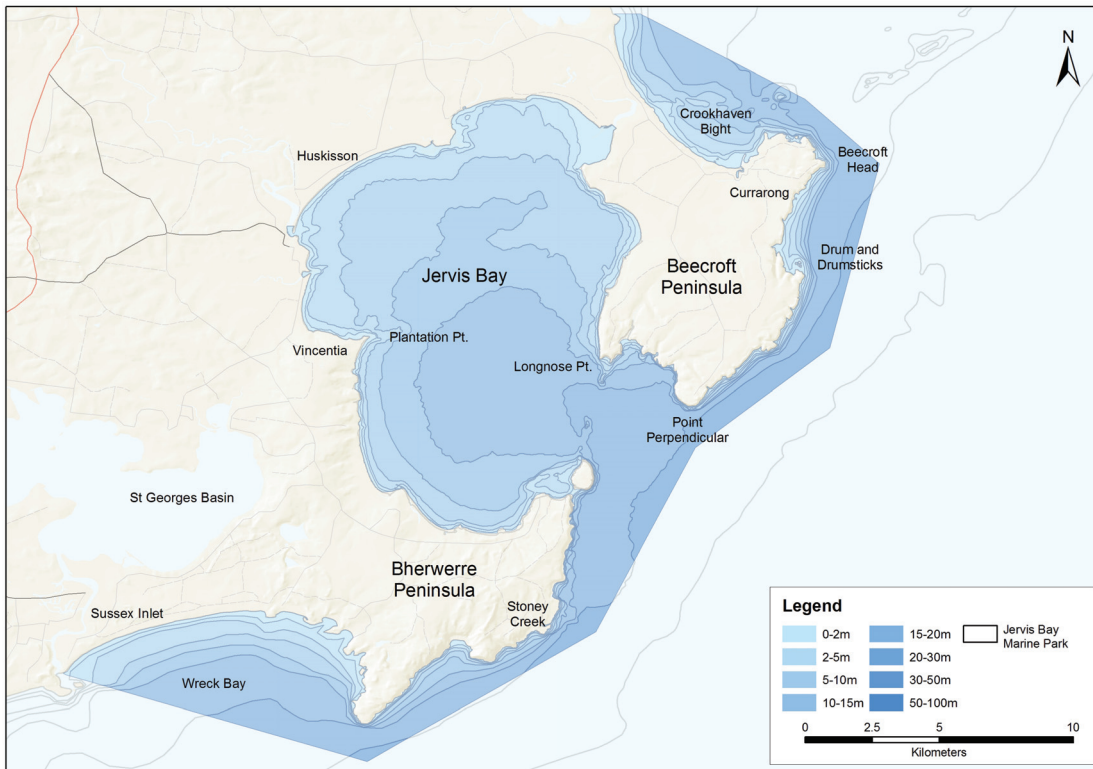 N
Crookhaven
Bight
Huskisson
Beecroft
Head
Currarong
Drum and
Drumsticks
Jervis Bay
Beecroft
Peninsula
Plantation Pt.
Vincentia
Longnose Pt.
Point
Perpendicular
St Georges Basin
Bherwerre
Peninsula
Stoney
Creek
Sussex Inlet
Wreck Bay
Legend
0-2m
2-5m
5-10m
10-15m
15-20m
20-30m
30-50m
50-100m
Jervis Bay
Marine Park
0 2.5 5 10
Kilometers